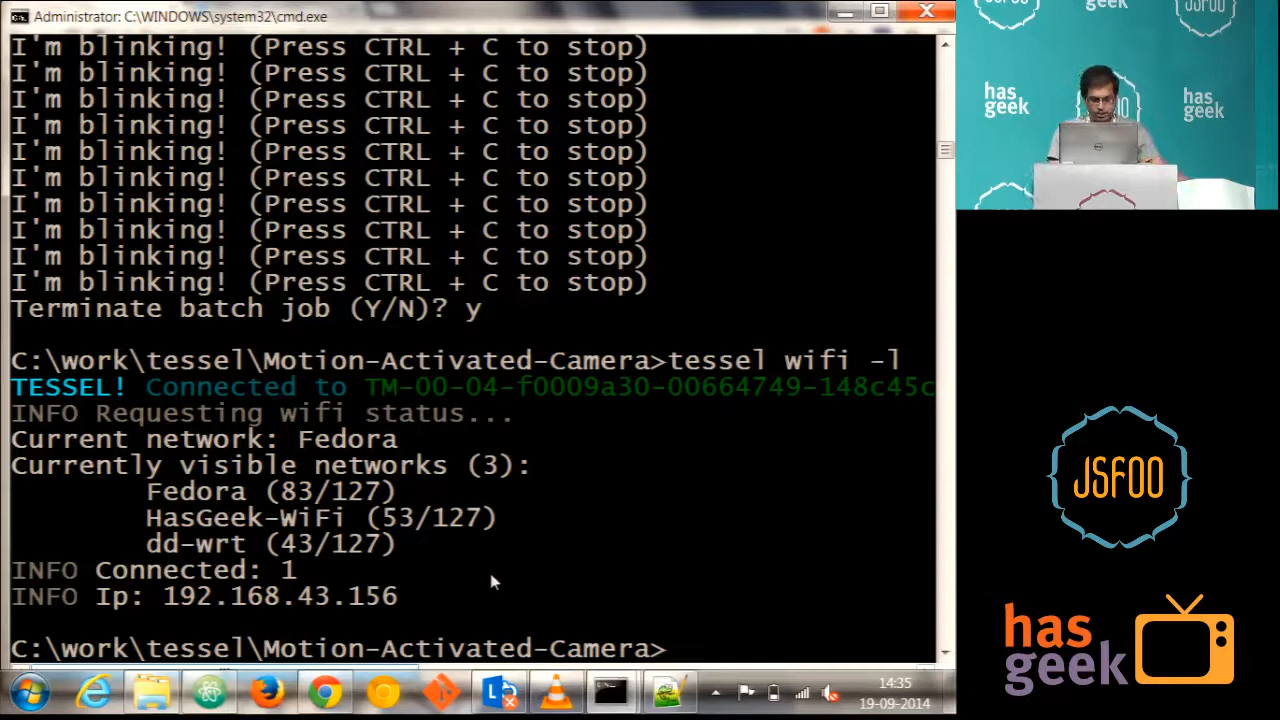 Administrator: C:\WINDOWS\system32\cmd.exe
I'm blinking! (Press CTRL + C to stop)
I'm blinking! (Press CTRL + C to stop)
I'm blinking! (Press CTRL + C to stop)
I'm blinking! (Press CTRL + C to stop)
I'm blinking! (Press CTRL + C to stop)
I'm blinking! (Press CTRL + C to stop)
I'm blinking! (Press CTRL + C to stop)
I'm blinking! (Press CTRL + C to stop)
I'm blinking! (Press CTRL + C to stop)
I'm blinking! (Press CTRL + C to stop)
Terminate batch job (Y/N)? y
C:\work\tessel\Motion-Activated-Camera>tessel wifi -l
TESSEL! Connected to TM-00-04-f0009a30-00664749-148c45c
INFO Requesting wifi status...
Current network: Fedora
Currently visible networks (3):
Fedora (83/127)
HasGeek-WiFi (53/127)
dd-wrt (43/127)
INFO Connected: 1
INFO Ip: 192.168.43.156
C:\work\tessel\Motion-Activated-Camera>
14:35
19-09-2014
JSFOO
geek
has
geek
has
geek
JSFOO
has
geek